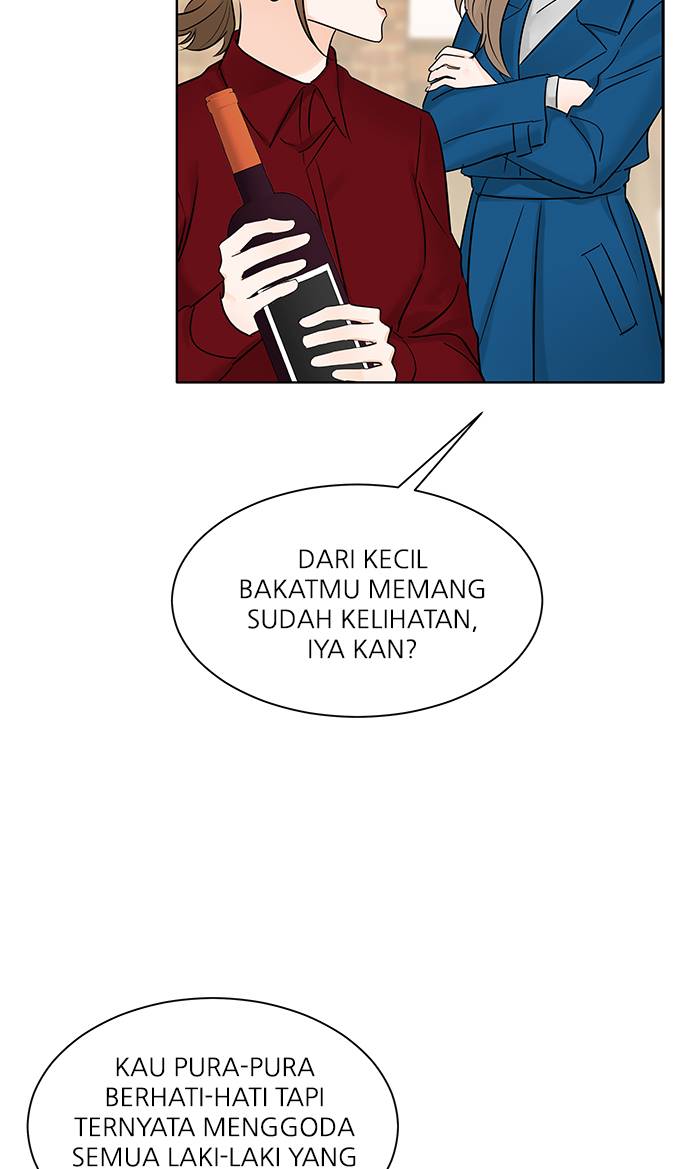 DARI KECIL
BAKATMU MEMANG
SUDAH KELIHATAN,
IYA KAN?
KAU PURA-PURA
BERHATI-HATI TAPI
TERNYATA MENGGODA
SEMUA LAKI-LAKI YANG